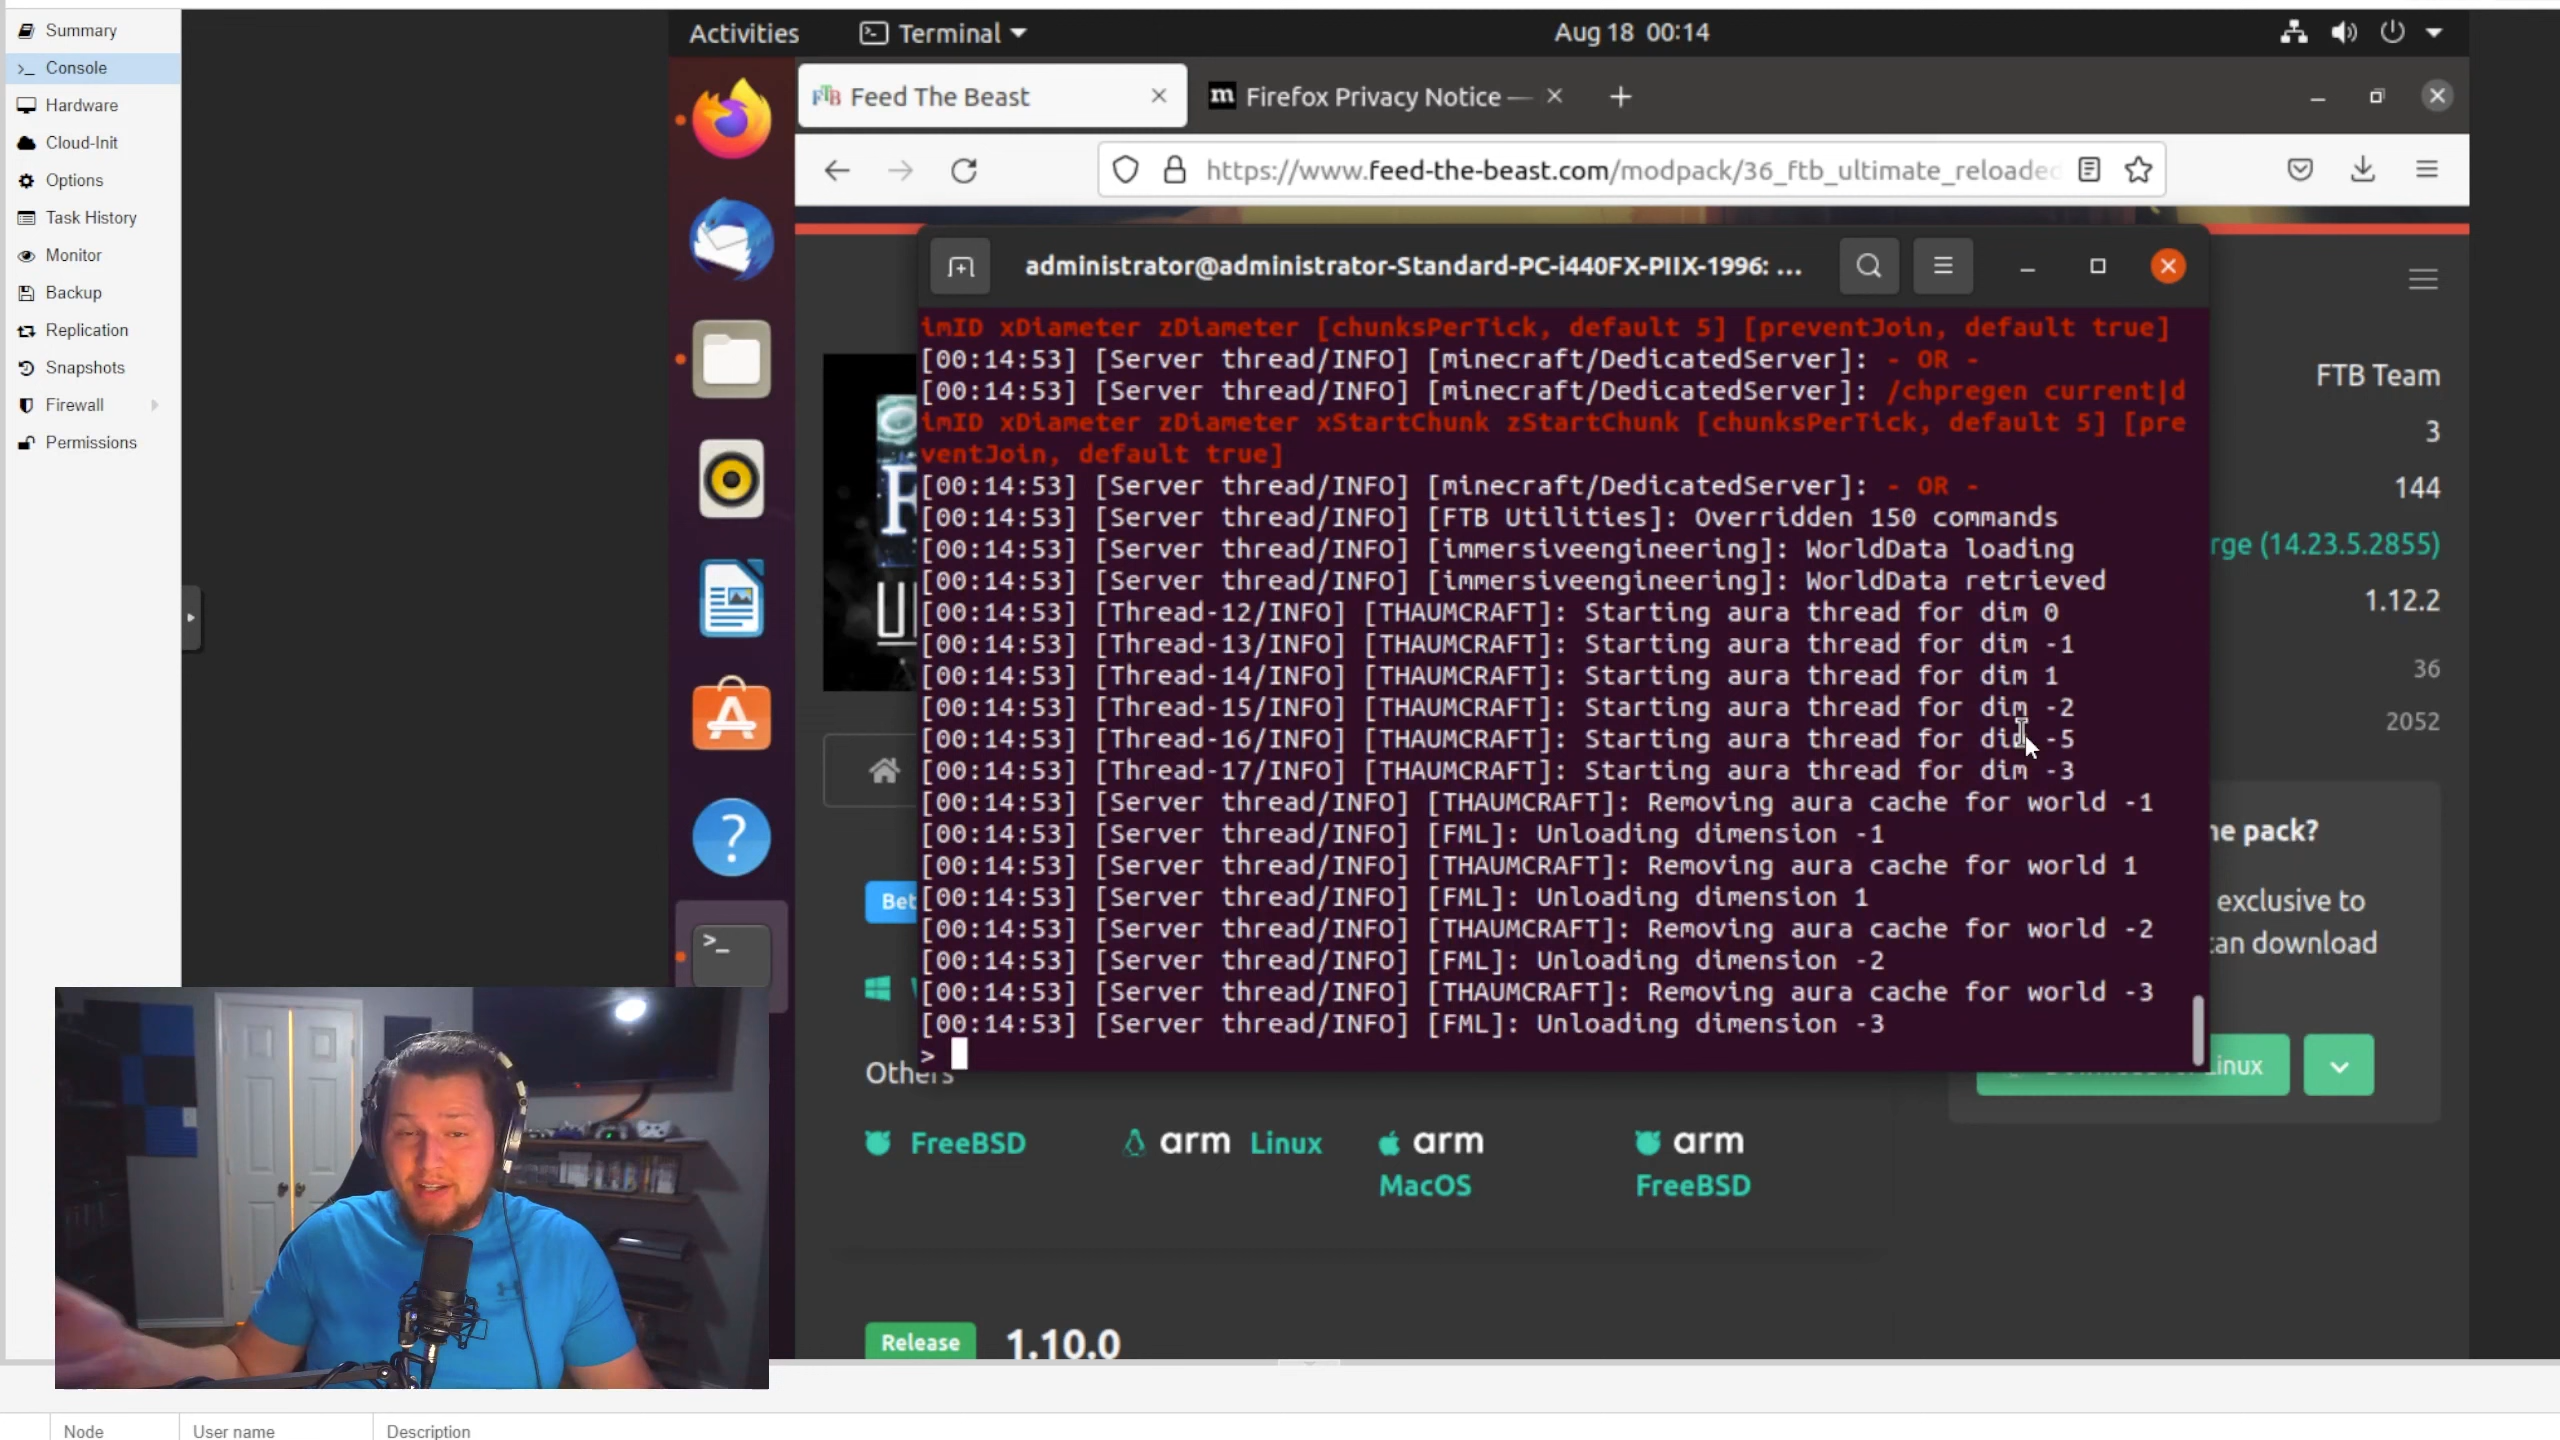 Summary
Console
Hardware
Cloud-Init
Options
Task History
Monitor
Backup
Replication
Snapshots
Firewall
Permissions
Activities
Terminal
Aug 18 00:14
FTB Feed The Beast
m Firefox Privacy Notice —
https://www.feed-the-beast.com/modpack/36_ftb_ultimate_reloaded
administrator@administrator-Standard-PC-i440FX-PIIX-1996: ...
imID xDiameter zDiameter [chunksPerTick, default 5] [preventJoin, default true]
[00:14:53] [Server thread/INFO] [minecraft/DedicatedServer]: - OR -
[00:14:53] [Server thread/INFO] [minecraft/DedicatedServer]: /chpregen current|d
imID xDiameter zDiameter xStartChunk zStartChunk [chunksPerTick, default 5] [pre
ventJoin, default true]
[00:14:53] [Server thread/INFO] [minecraft/DedicatedServer]: - OR -
[00:14:53] [Server thread/INFO] [FTB Utilities]: Overridden 150 commands
[00:14:53] [Server thread/INFO] [immersiveengineering]: WorldData loading
[00:14:53] [Server thread/INFO] [immersiveengineering]: WorldData retrieved
[00:14:53] [Thread-12/INFO] [THAUMCRAFT]: Starting aura thread for dim 0
[00:14:53] [Thread-13/INFO] [THAUMCRAFT]: Starting aura thread for dim -1
[00:14:53] [Thread-14/INFO] [THAUMCRAFT]: Starting aura thread for dim 1
[00:14:53] [Thread-15/INFO] [THAUMCRAFT]: Starting aura thread for dim -2
[00:14:53] [Thread-16/INFO] [THAUMCRAFT]: Starting aura thread for dim -5
[00:14:53] [Thread-17/INFO] [THAUMCRAFT]: Starting aura thread for dim -3
[00:14:53] [Server thread/INFO] [THAUMCRAFT]: Removing aura cache for world -1
[00:14:53] [Server thread/INFO] [FML]: Unloading dimension -1
[00:14:53] [Server thread/INFO] [THAUMCRAFT]: Removing aura cache for world 1
[00:14:53] [Server thread/INFO] [FML]: Unloading dimension 1
[00:14:53] [Server thread/INFO] [THAUMCRAFT]: Removing aura cache for world -2
[00:14:53] [Server thread/INFO] [FML]: Unloading dimension -2
[00:14:53] [Server thread/INFO] [THAUMCRAFT]: Removing aura cache for world -3
[00:14:53] [Server thread/INFO] [FML]: Unloading dimension -3
>
FTB Team
3
144
rge (14.23.5.2855)
1.12.2
36
2052
he pack?
exclusive to
can download
inux
Bet
Others
FreeBSD
arm Linux
arm MacOS
arm FreeBSD
Release 1.10.0
Node
User name
Description